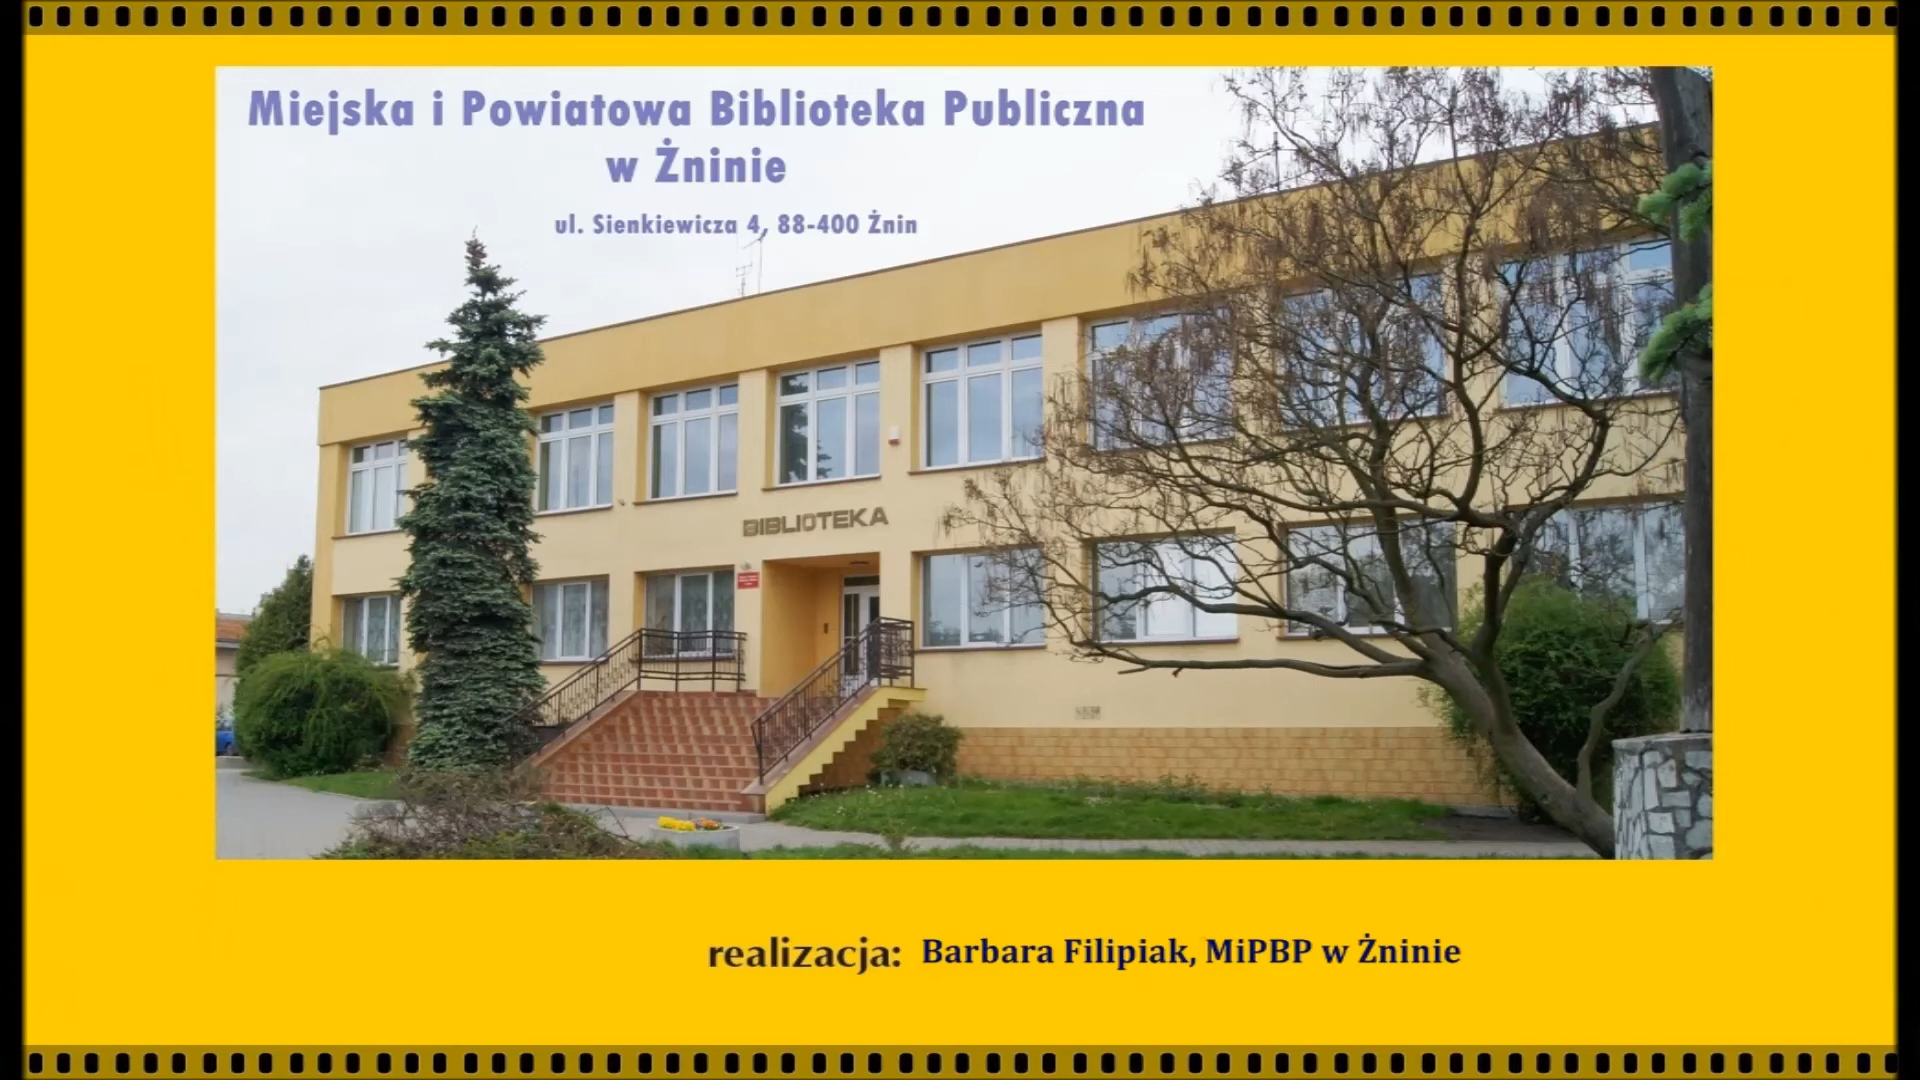 Miejska i Powiatowa Biblioteka Publiczna
w Żninie
ul. Sienkiewicza 4, 88-400 Żnin
BIBLIOTEKA
realizacja: Barbara Filipiak, MiPBP w Żninie